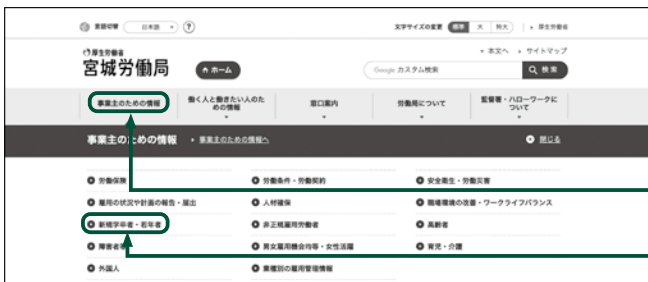 言語切替 日本語 ?
文字サイズの変更 標準 大 特大 厚生労働省
本文へ サイトマップ
厚生労働省
宮城労働局
ホーム
Google カスタム検索
検索
事業主のための情報
働く人と働きたい人のための情報
窓口案内
労働局について
監督署・ハローワークについて
事業主のための情報 事業主のための情報へ 閉じる
労働保険 労働条件・労働契約 安全衛生・労働災害
雇用の状況や計画の報告・届出 人材確保 職場環境の改善・ワークライフバランス
新規学卒者・若年者 非正規雇用労働者 高齢者
障害者等 男女雇用機会均等・女性活躍 育児・介護
外国人 業種別の雇用管理情報